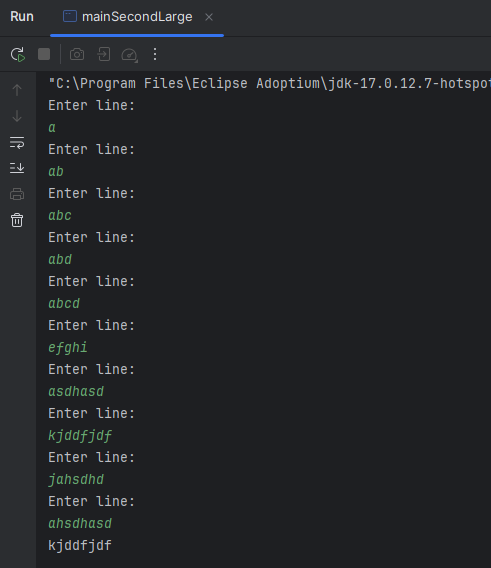 Run mainSecondLarge
"C:\Program Files\Eclipse Adoptium\jdk-17.0.12.7-hotspot
Enter line:
a
Enter line:
ab
Enter line:
abc
Enter line:
abd
Enter line:
abcd
Enter line:
efghi
Enter line:
asdhasd
Enter line:
kjddfjdf
Enter line:
jahsdhd
Enter line:
ahsdhasd
kjddfjdf